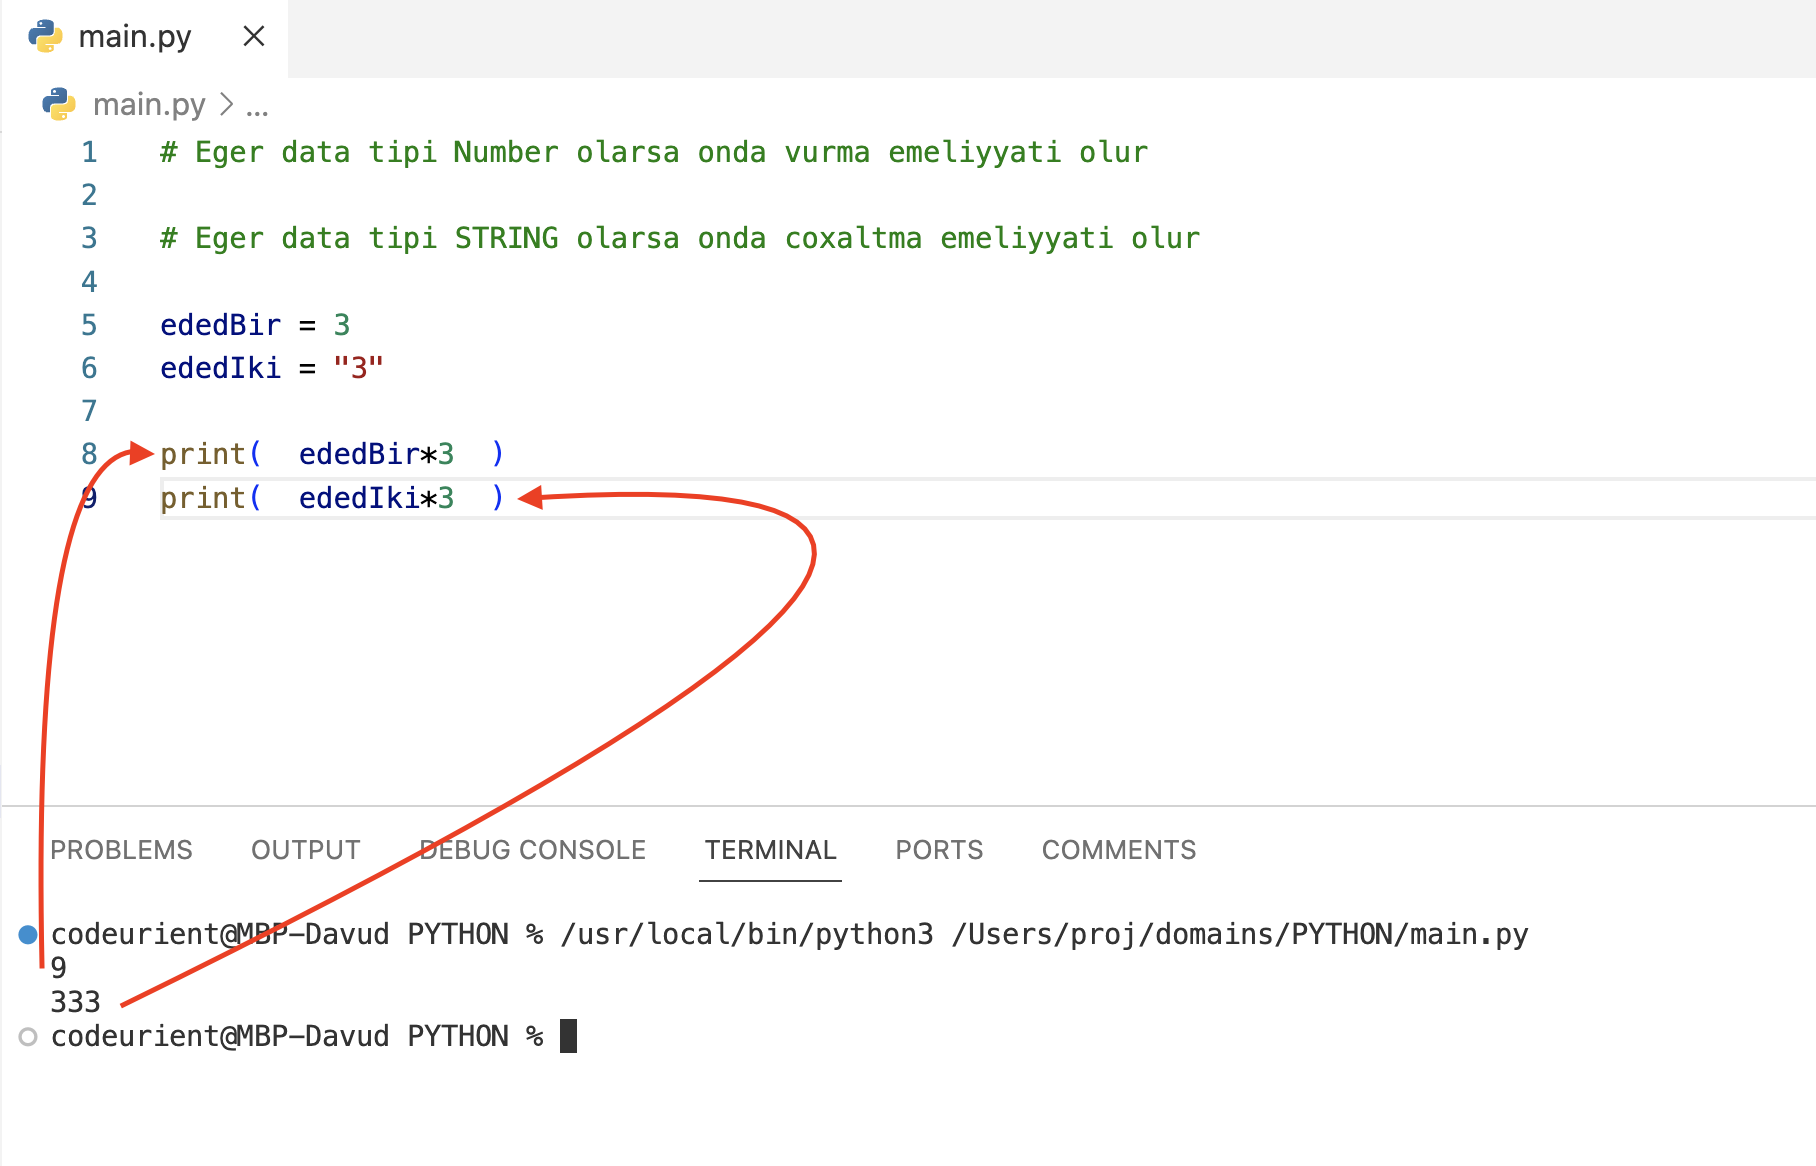 main.py
main.py > ...
1 # Eger data tipi Number olarsa onda vurma emeliyyati olur
2
3 # Eger data tipi STRING olarsa onda coxaltma emeliyyati olur
4
5 ededBir = 3
6 ededIki = "3"
7
8 print(  ededBir*3  )
9 print(  ededIki*3  )
PROBLEMS OUTPUT DEBUG CONSOLE TERMINAL PORTS COMMENTS
codeurient@MBP-Davud PYTHON % /usr/local/bin/python3 /Users/proj/domains/PYTHON/main.py
9
333
codeurient@MBP-Davud PYTHON %